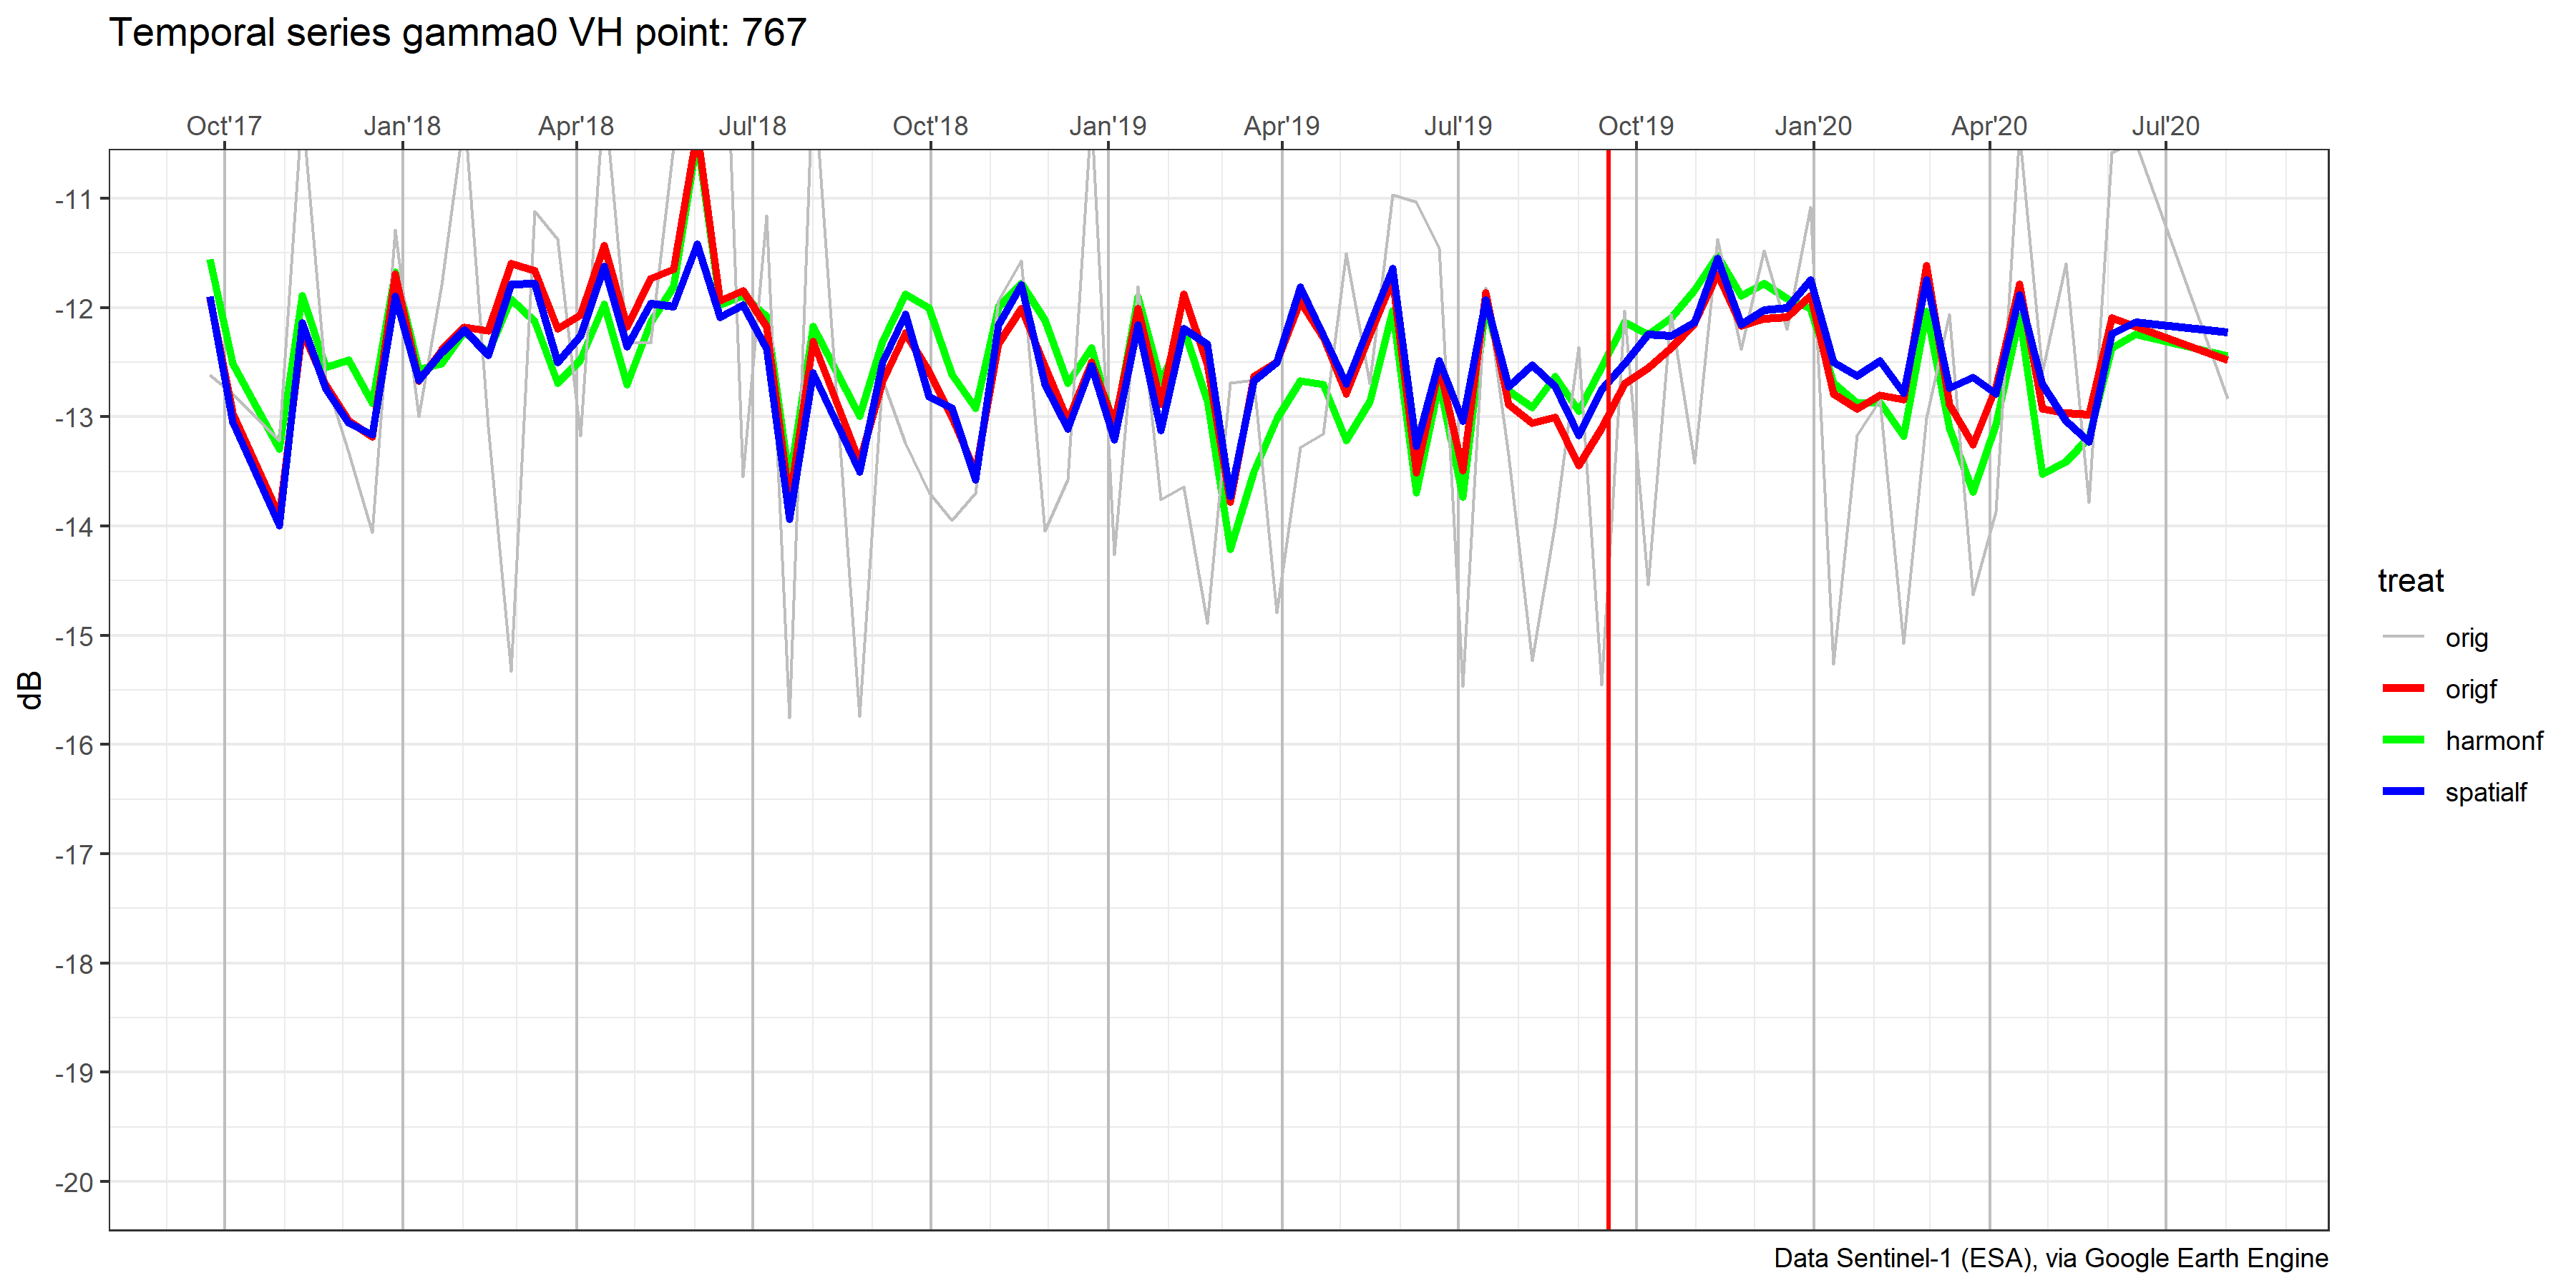 Temporal series gamma0 VH point: 767
Oct'17 Jan'18 Apr'18 Jul'18 Oct'18 Jan'19 Apr'19 Jul'19 Oct'19 Jan'20 Apr'20 Jul'20
-11
-12
-13
-14
-15
-16
-17
-18
-19
-20
dB
treat
orig
origf
harmonf
spatialf
Data Sentinel-1 (ESA), via Google Earth Engine